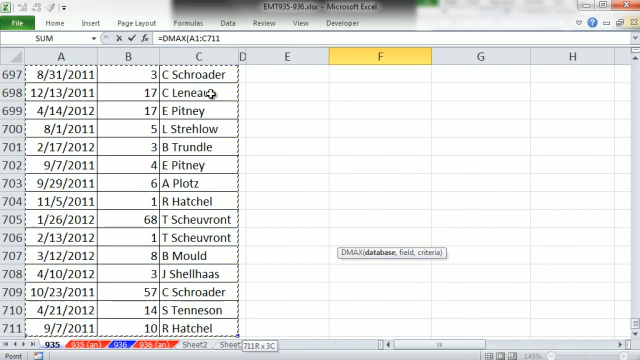 EMT935-936.xlsx - Microsoft Excel
File Home Insert Page Layout Formulas Data Review View Developer
SUM =DMAX(A1:C711
A B C D E F G H
697 8/31/2011 3 C Schroader
698 12/13/2011 17 C Leneau
699 4/14/2012 17 E Pitney
700 8/1/2011 5 L Strehlow
701 2/17/2012 3 B Trundle
702 9/7/2011 4 E Pitney
703 9/29/2011 6 A Plotz
704 11/5/2011 1 R Hatchel
705 1/26/2012 68 T Scheuvront
706 2/13/2012 1 T Scheuvront
707 3/12/2012 8 B Mould
DMAX(database, field, criteria)
708 4/10/2012 3 J Shellhaas
709 10/23/2011 57 C Schroader
710 4/21/2012 14 S Tenneson
711 9/7/2011 10 R Hatchel
935 935 (an) 936 936 (an) Sheet2 Sheet
711R x 3C
Point 145%